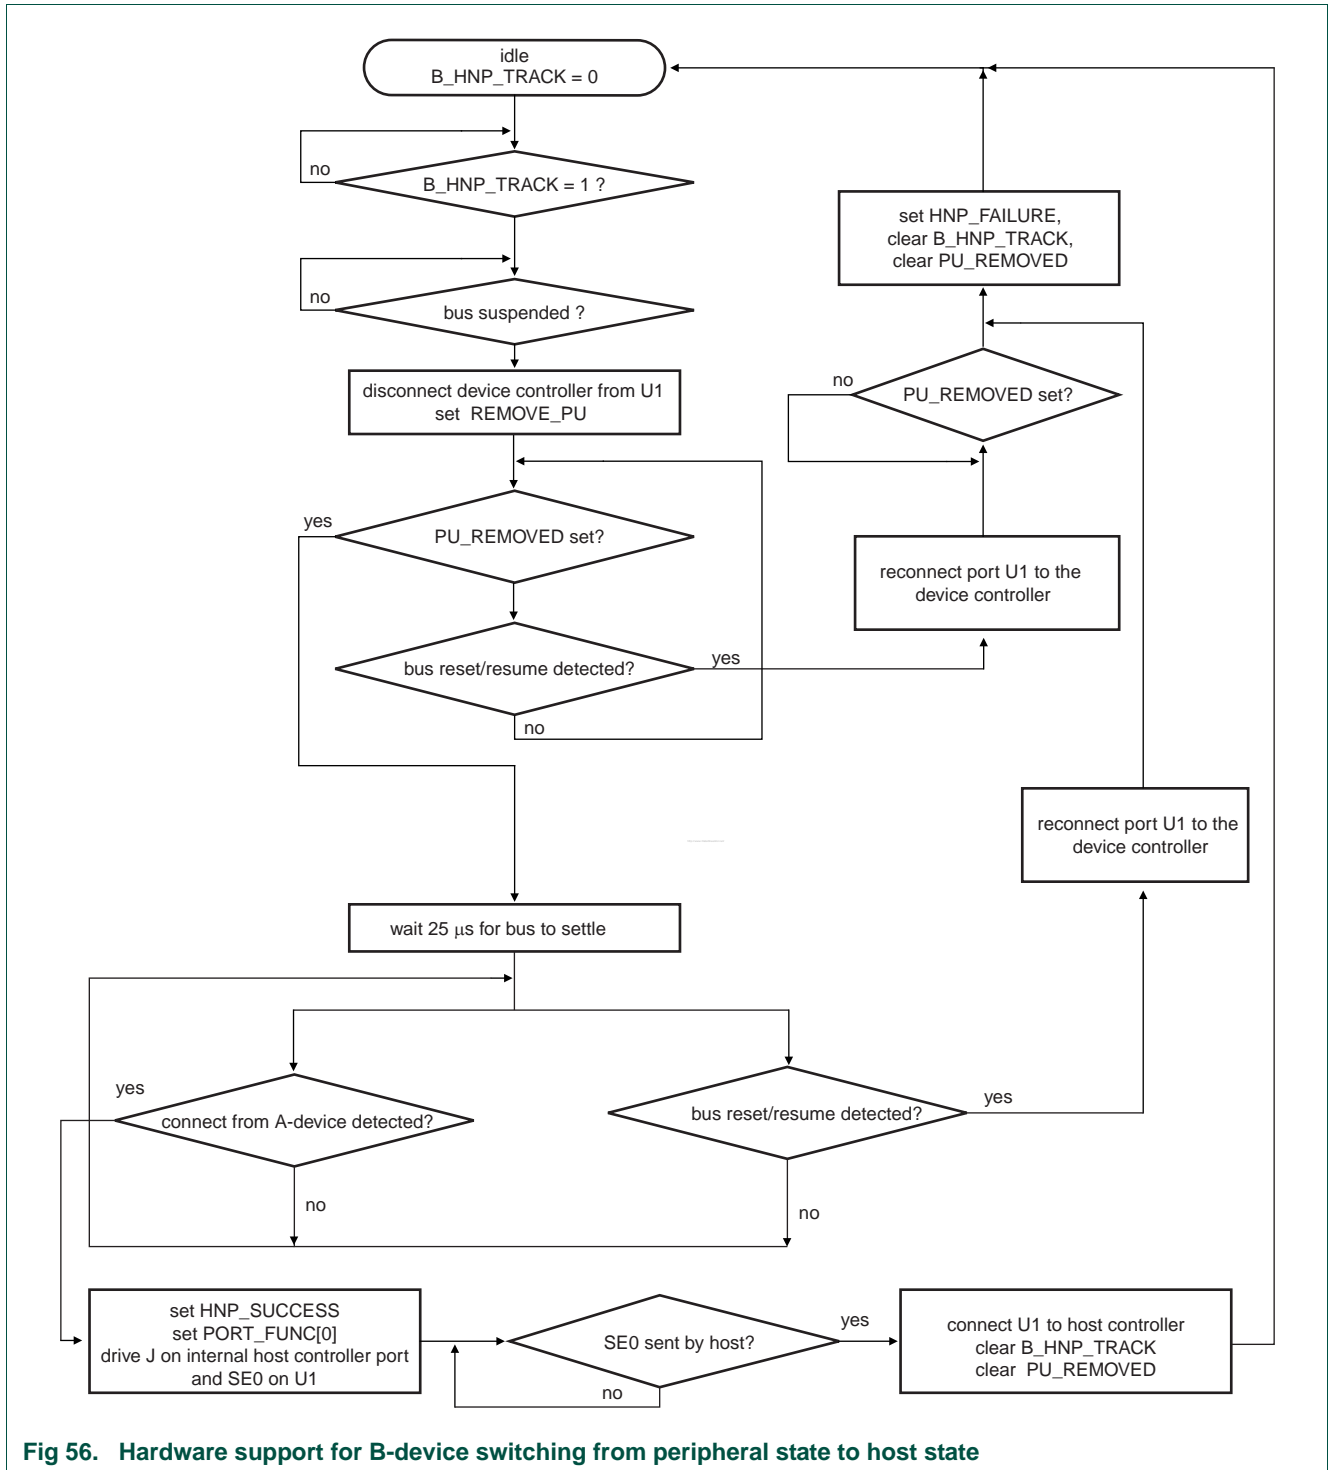 idle
B_HNP_TRACK = 0
no
B_HNP_TRACK = 1 ?
no
bus suspended ?
disconnect device controller from U1
set REMOVE_PU
yes
PU_REMOVED set?
bus reset/resume detected?
yes
no
set HNP_FAILURE,
clear B_HNP_TRACK,
clear PU_REMOVED
no
PU_REMOVED set?
reconnect port U1 to the
device controller
reconnect port U1 to the
device controller
wait 25 μs for bus to settle
yes
connect from A-device detected?
no
bus reset/resume detected?
yes
no
set HNP_SUCCESS
set PORT_FUNC[0]
drive J on internal host controller port
and SE0 on U1
SE0 sent by host?
no
yes
connect U1 to host controller
clear B_HNP_TRACK
clear PU_REMOVED
Fig 56. Hardware support for B-device switching from peripheral state to host state